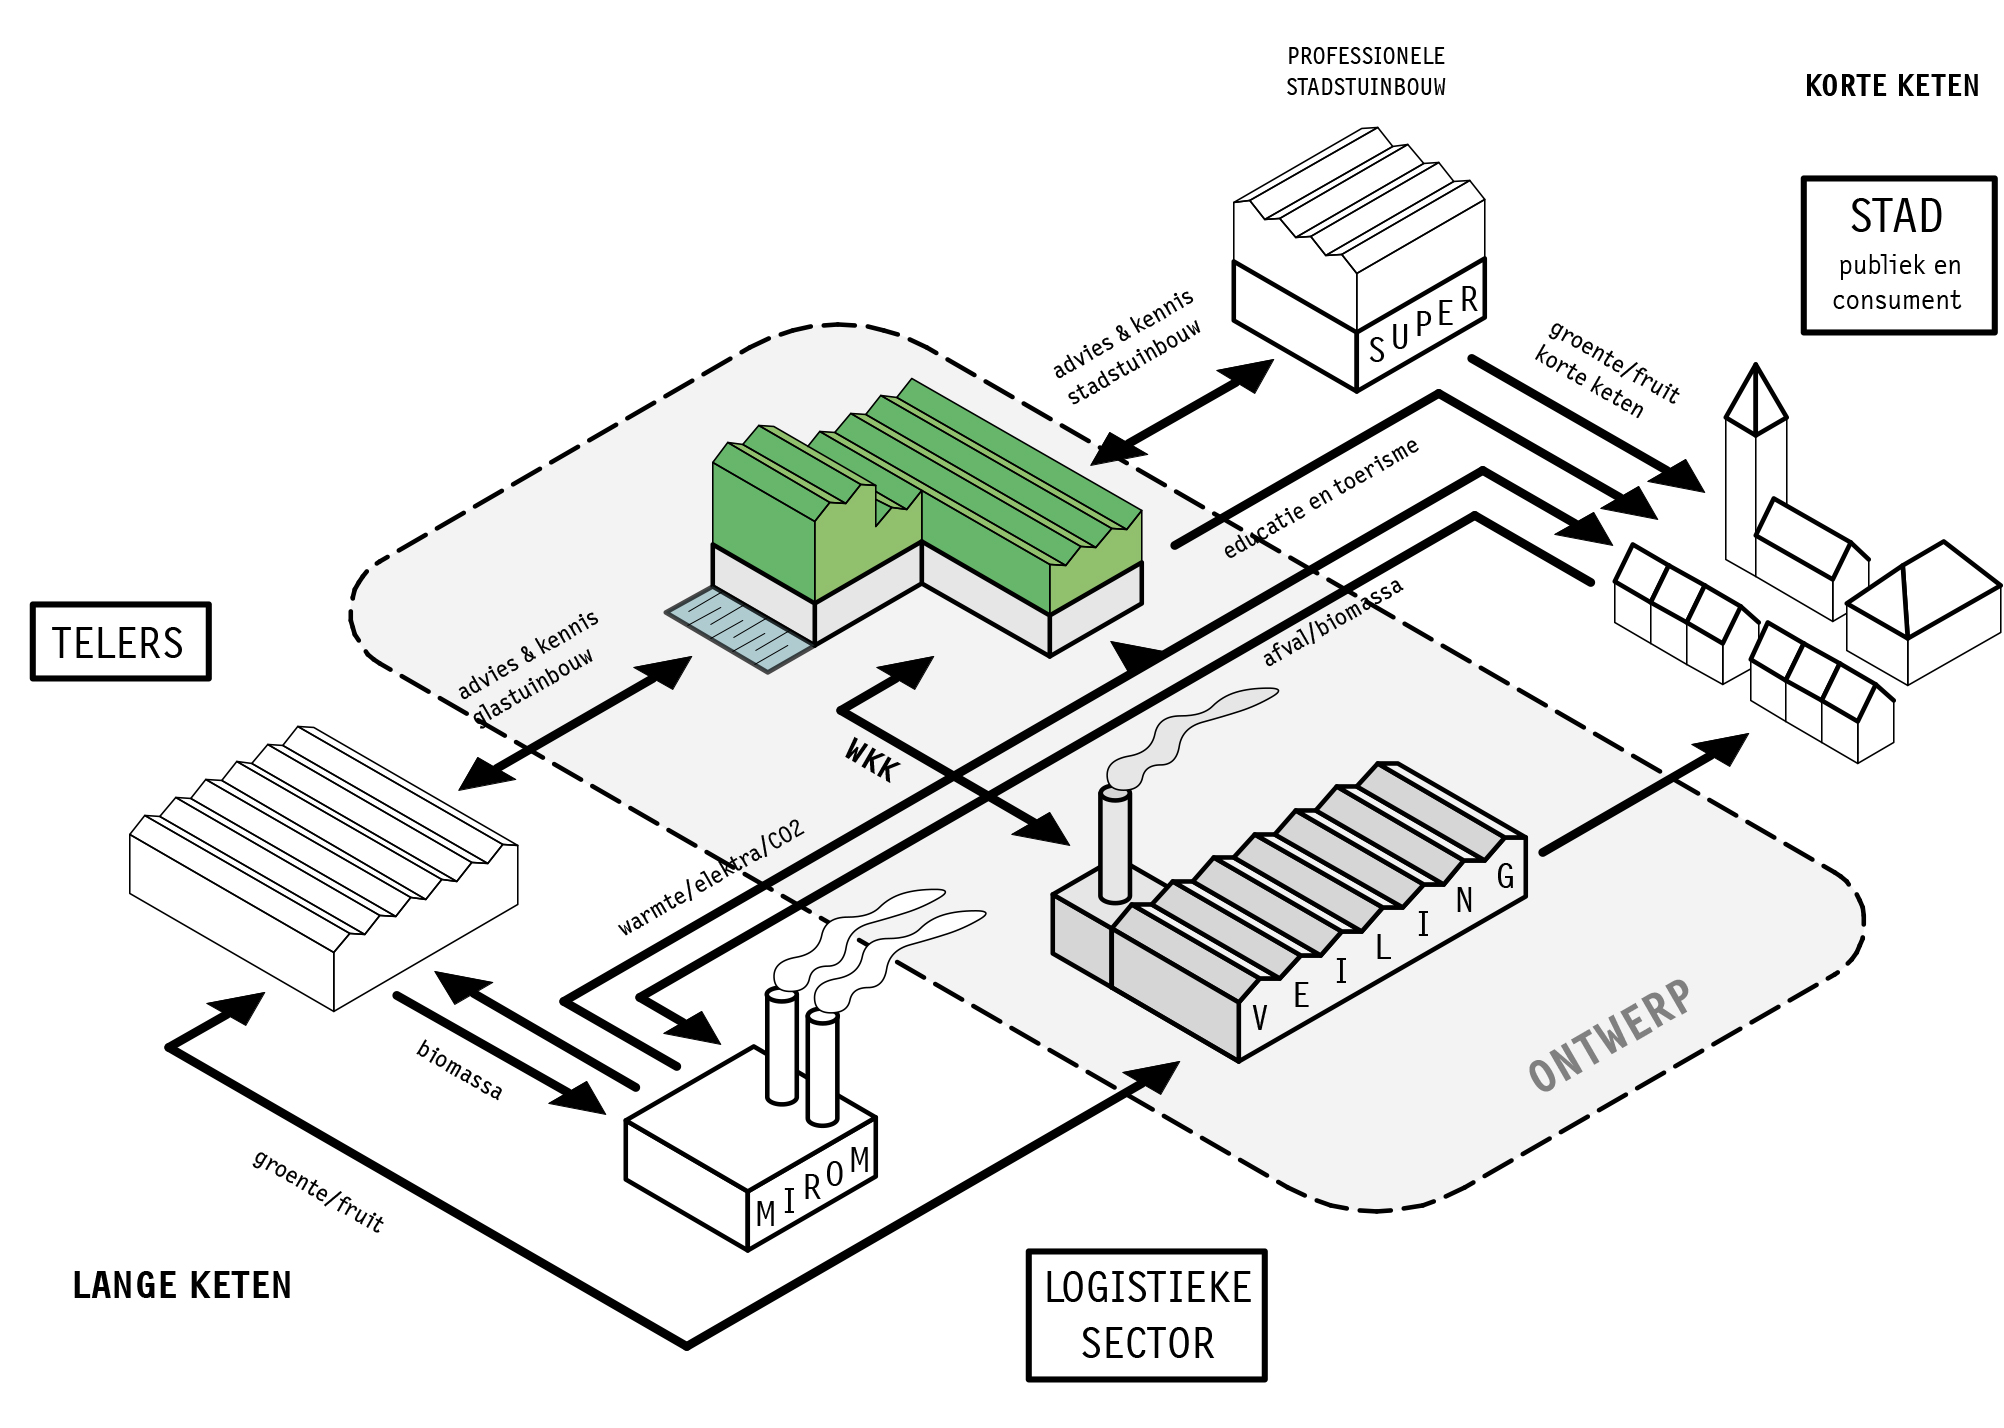 PROFESSIONELE
STADSTUINBOUW
KORTE KETEN
STAD
publiek en
consument
SUPER
advies & kennis
stadstuinbouw
groente/fruit
korte keten
educatie en toerisme
afval/biomassa
TELERS
advies & kennis
glastuinbouw
WKK
warmte/elektra/CO2
VEILING
ONTWERP
biomassa
MIROM
groente/fruit
LANGE KETEN
LOGISTIEKE
SECTOR